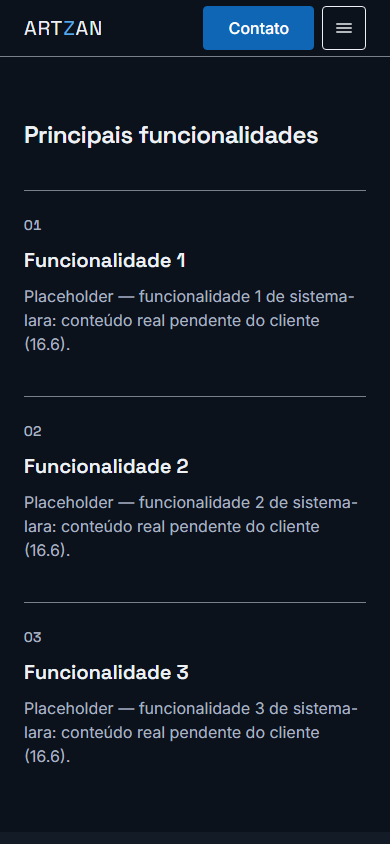 ARTZAN
Contato
Principais funcionalidades
01
Funcionalidade 1
Placeholder — funcionalidade 1 de sistema-
lara: conteúdo real pendente do cliente
(16.6).
02
Funcionalidade 2
Placeholder — funcionalidade 2 de sistema-
lara: conteúdo real pendente do cliente
(16.6).
03
Funcionalidade 3
Placeholder — funcionalidade 3 de sistema-
lara: conteúdo real pendente do cliente
(16.6).